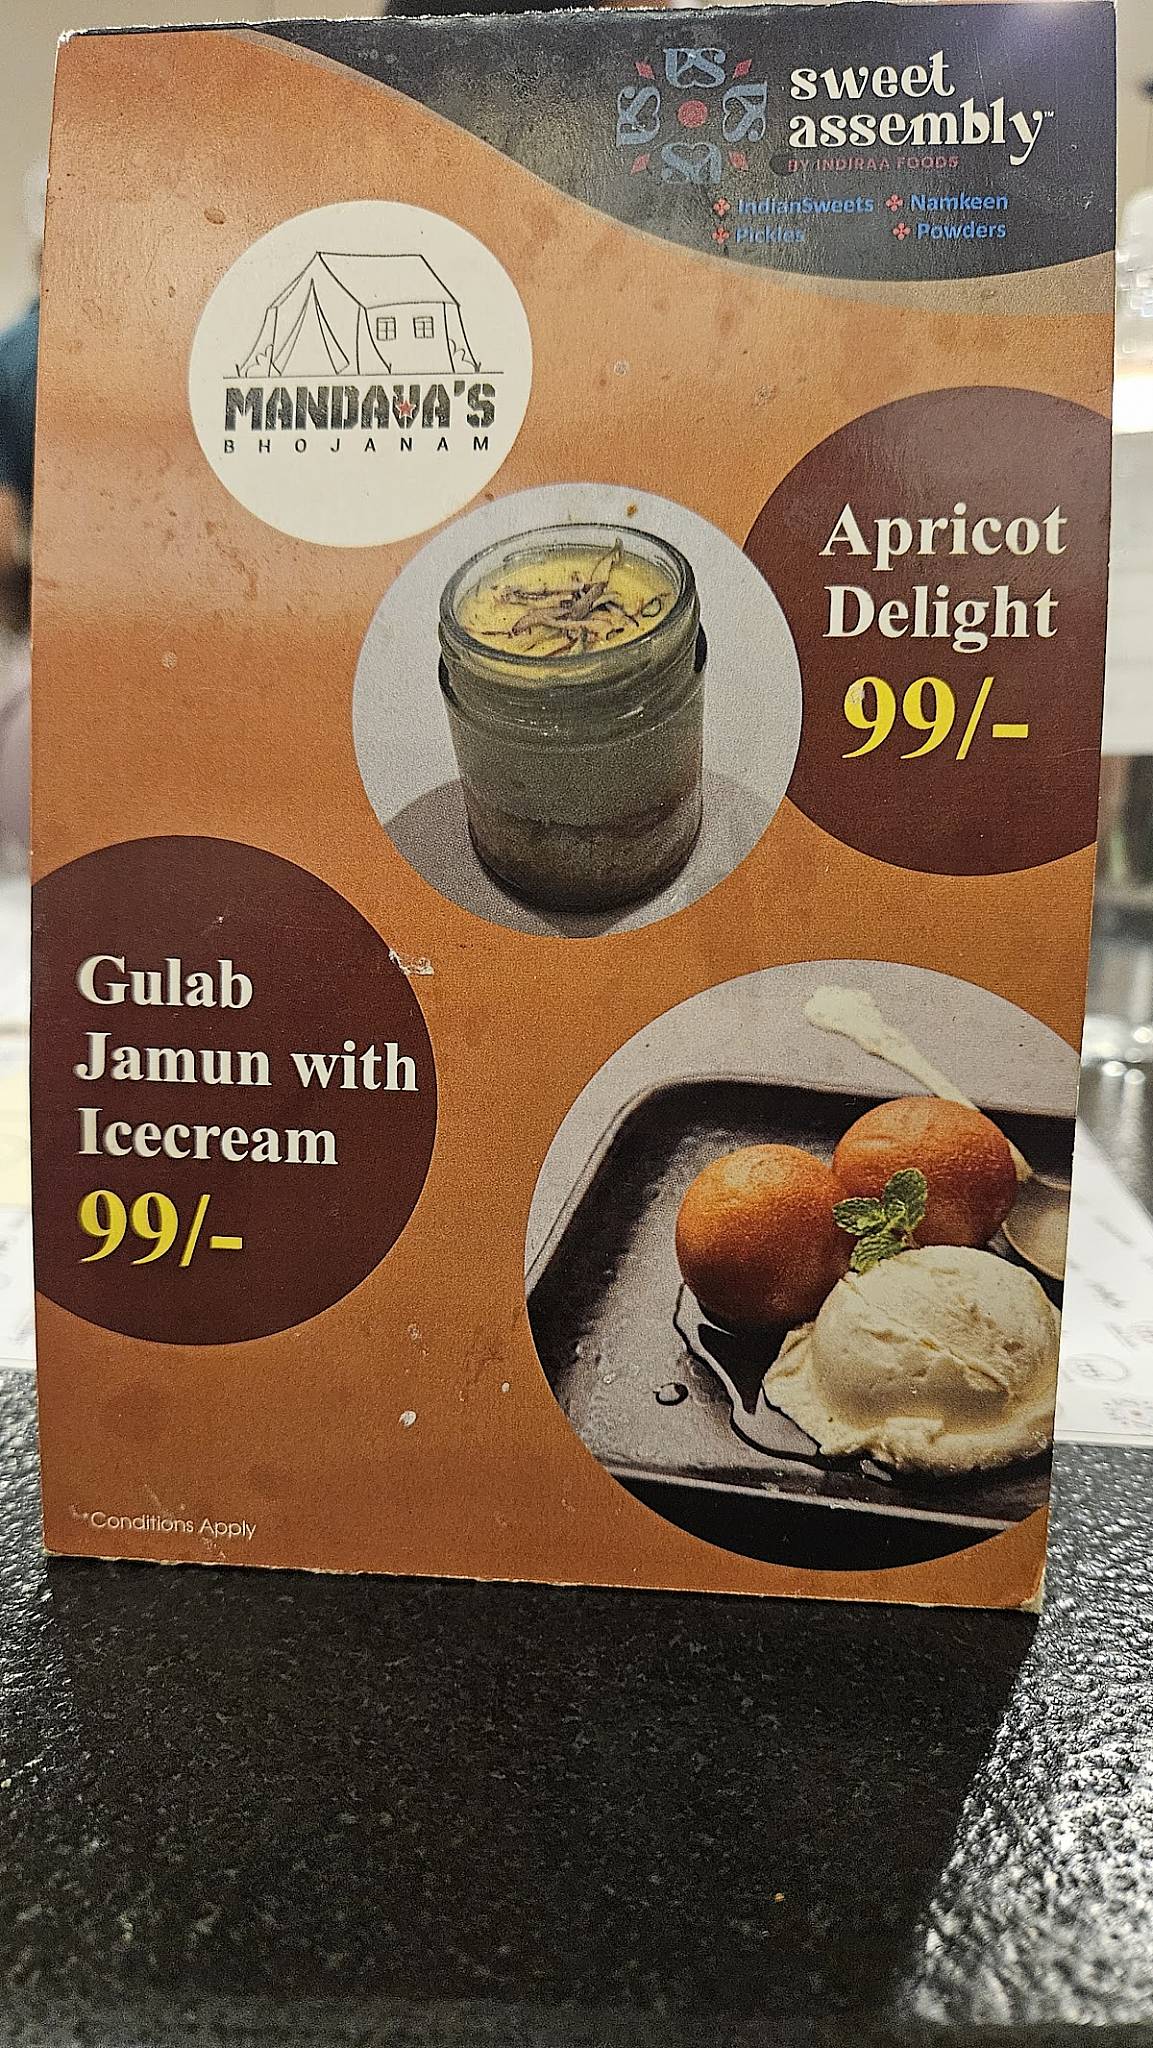 sweet
assembly™
BY INDIRAA FOODS
IndianSweets Namkeen
Pickles Powders
MANDAVA'S
BHOJANAM
Apricot
Delight
99/-
Gulab
Jamun with
Icecream
99/-
*Conditions Apply